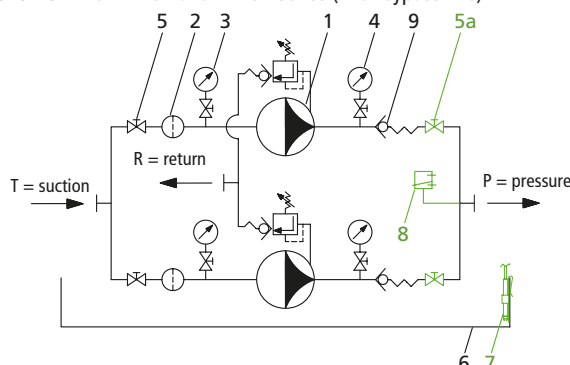 5 2 3 1 4 9 5a
R = return
T = suction
P = pressure
8
6 7